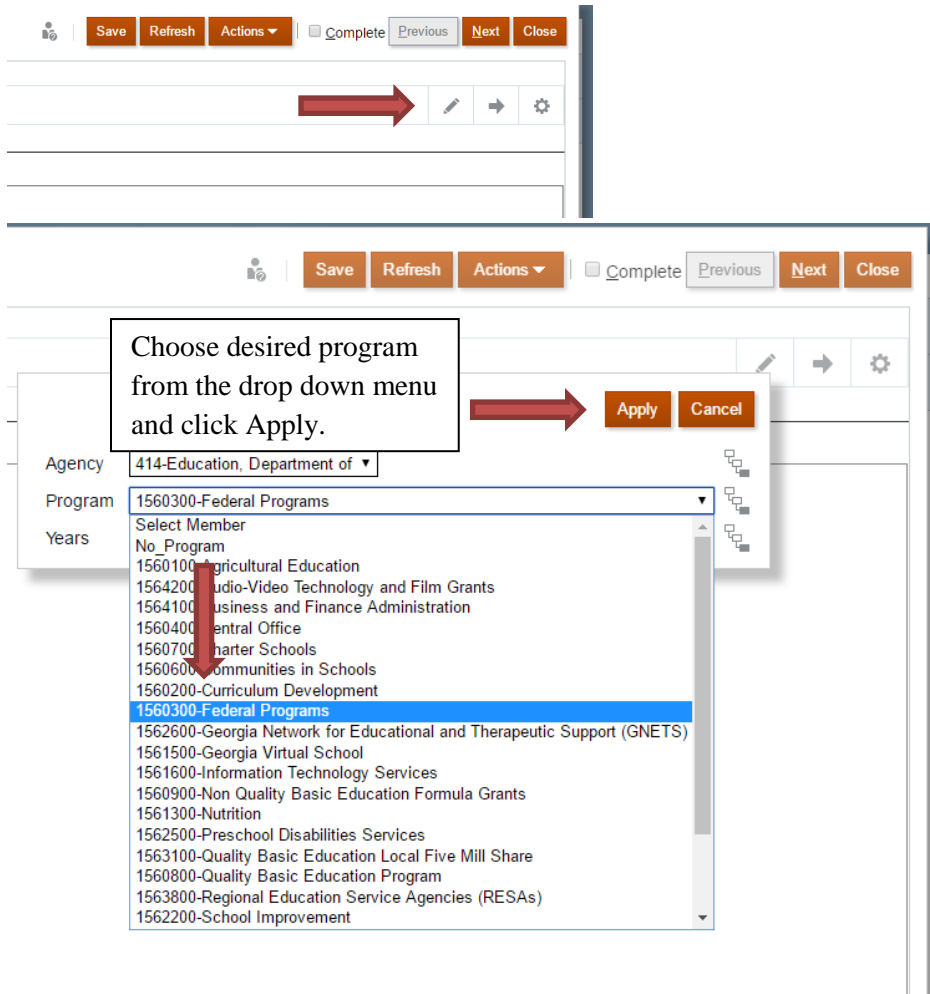 Save Refresh Actions Complete Previous Next Close
Save Refresh Actions Complete Previous Next Close
Choose desired program
from the drop down menu
and click Apply.
Apply Cancel
Agency 414-Education, Department of
Program 1560300-Federal Programs
Years
Select Member
No_Program
1560100-Agricultural Education
1564200 udio-Video Technology and Film Grants
1564100 usiness and Finance Administration
1560400 entral Office
1560700 harter Schools
1560600 ommunities in Schools
1560200-Curriculum Development
1560300-Federal Programs
1562600-Georgia Network for Educational and Therapeutic Support (GNETS)
1561500-Georgia Virtual School
1561600-Information Technology Services
1560900-Non Quality Basic Education Formula Grants
1561300-Nutrition
1562500-Preschool Disabilities Services
1563100-Quality Basic Education Local Five Mill Share
1560800-Quality Basic Education Program
1563800-Regional Education Service Agencies (RESAs)
1562200-School Improvement